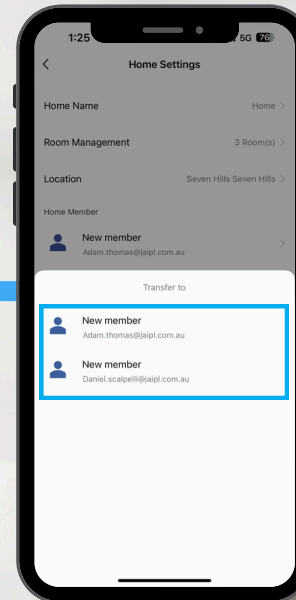 1:25 5G 76
Home Settings
Home Name Home
Room Management 3 Room(s)
Location Seven Hills Seven Hills
Home Member
New member
Adam.thomas@jaipl.com.au
Transfer to
New member
Adam.thomas@jaipl.com.au
New member
Daniel.scalpelli@jaipl.com.au